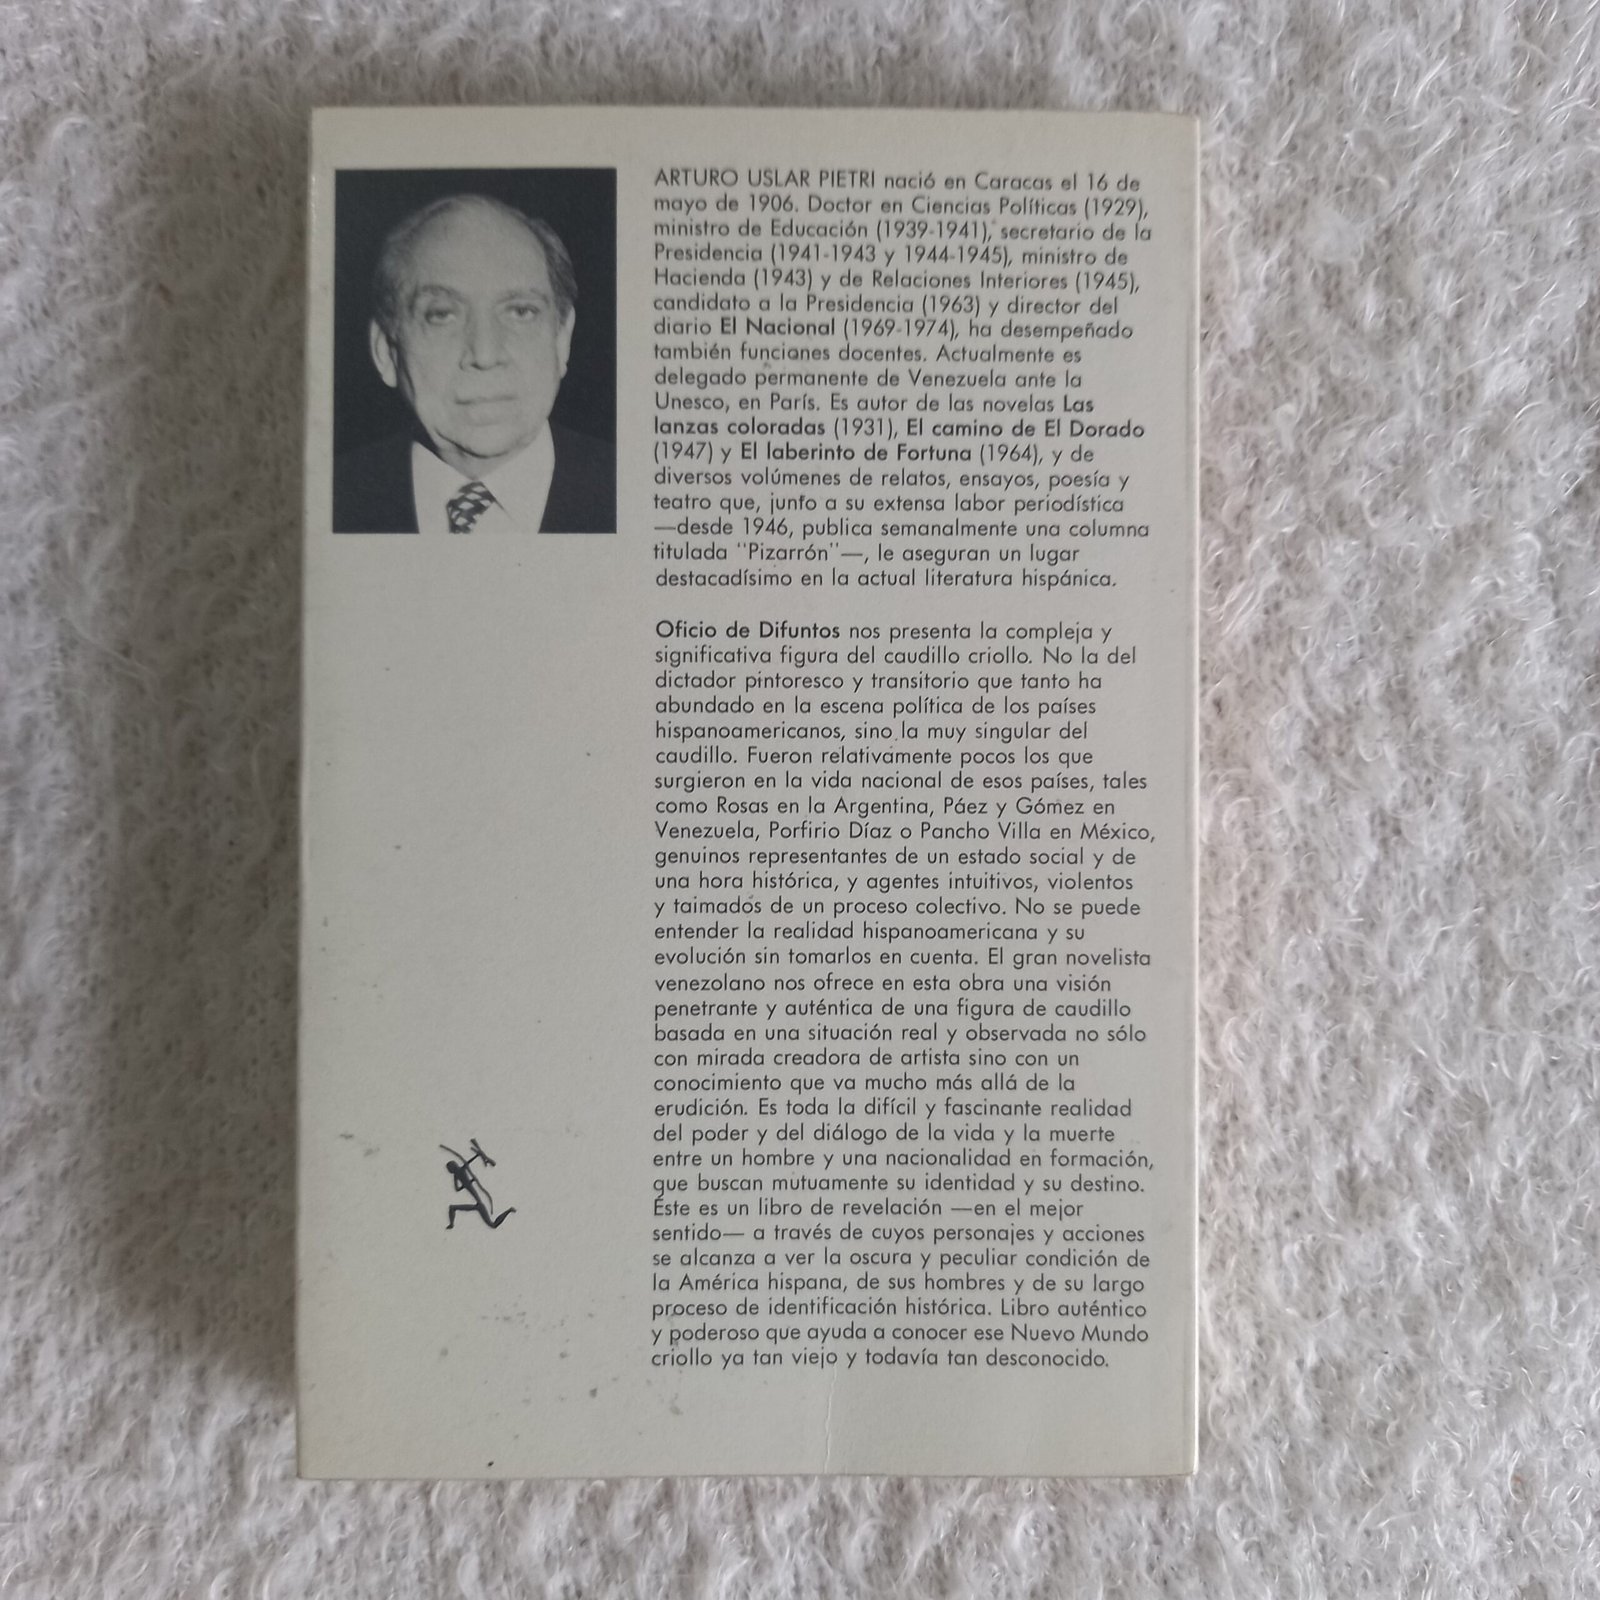 ARTURO USLAR PIETRI nació en Caracas el 16 de
mayo de 1906. Doctor en Ciencias Políticas (1929),
ministro de Educación (1939-1941), secretario de la
Presidencia (1941-1943 y 1944-1945), ministro de
Hacienda (1943) y de Relaciones Interiores (1945),
candidato a la Presidencia (1963) y director del
diario El Nacional (1969-1974), ha desempeñado
también funciones docentes. Actualmente es
delegado permanente de Venezuela ante la
Unesco, en París. Es autor de las novelas Las
lanzas coloradas (1931), El camino de El Dorado
(1947) y El laberinto de Fortuna (1964), y de
diversos volúmenes de relatos, ensayos, poesía y
teatro que, junto a su extensa labor periodística
—desde 1946, publica semanalmente una columna
titulada "Pizarrón"—, le aseguran un lugar
destacadísimo en la actual literatura hispánica.
Oficio de Difuntos nos presenta la compleja y
significativa figura del caudillo criollo. No la del
dictador pintoresco y transitorio que tanto ha
abundado en la escena política de los países
hispanoamericanos, sino la muy singular del
caudillo. Fueron relativamente pocos los que
surgieron en la vida nacional de esos países, tales
como Rosas en la Argentina, Páez y Gómez en
Venezuela, Porfirio Díaz o Pancho Villa en México,
genuinos representantes de un estado social y de
una hora histórica, y agentes intuitivos, violentos
y taimados de un proceso colectivo. No se puede
entender la realidad hispanoamericana y su
evolución sin tomarlos en cuenta. El gran novelista
venezolano nos ofrece en esta obra una visión
penetrante y auténtica de una figura de caudillo
basada en una situación real y observada no sólo
con mirada creadora de artista sino con un
conocimiento que va mucho más allá de la
erudición. Es toda la difícil y fascinante realidad
del poder y del diálogo de la vida y la muerte
entre un hombre y una nacionalidad en formación,
que buscan mutuamente su identidad y su destino.
Éste es un libro de revelación —en el mejor
sentido— a través de cuyos personajes y acciones
se alcanza a ver la oscura y peculiar condición de
la América hispana, de sus hombres y de su largo
proceso de identificación histórica. Libro auténtico
y poderoso que ayuda a conocer ese Nuevo Mundo
criollo ya tan viejo y todavía tan desconocido.